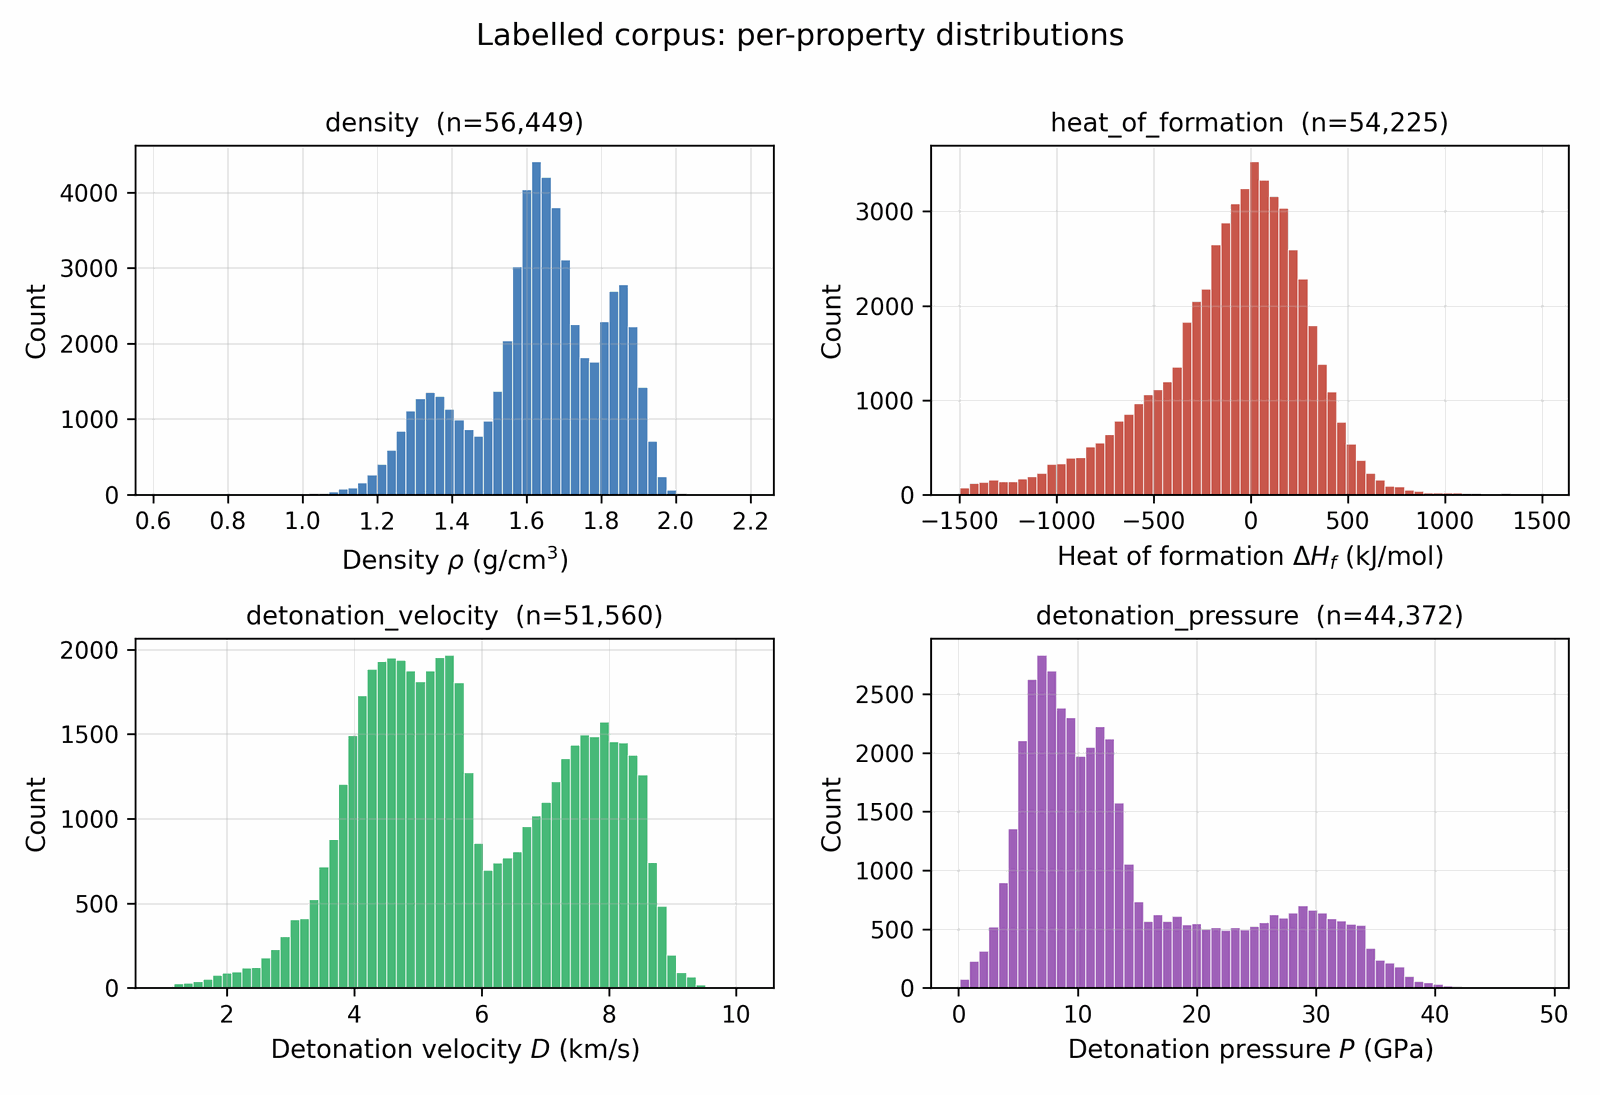 Labelled corpus: per-property distributions
density (n=56,449)
4000
3000
2000
1000
0
Count
0.6 0.8 1.0 1.2 1.4 1.6 1.8 2.0 2.2
Density ρ (g/cm³)
heat_of_formation (n=54,225)
3000
2000
1000
0
Count
−1500 −1000 −500 0 500 1000 1500
Heat of formation ΔH_f (kJ/mol)
detonation_velocity (n=51,560)
2000
1500
1000
500
0
Count
2 4 6 8 10
Detonation velocity D (km/s)
detonation_pressure (n=44,372)
2500
2000
1500
1000
500
0
Count
0 10 20 30 40 50
Detonation pressure P (GPa)